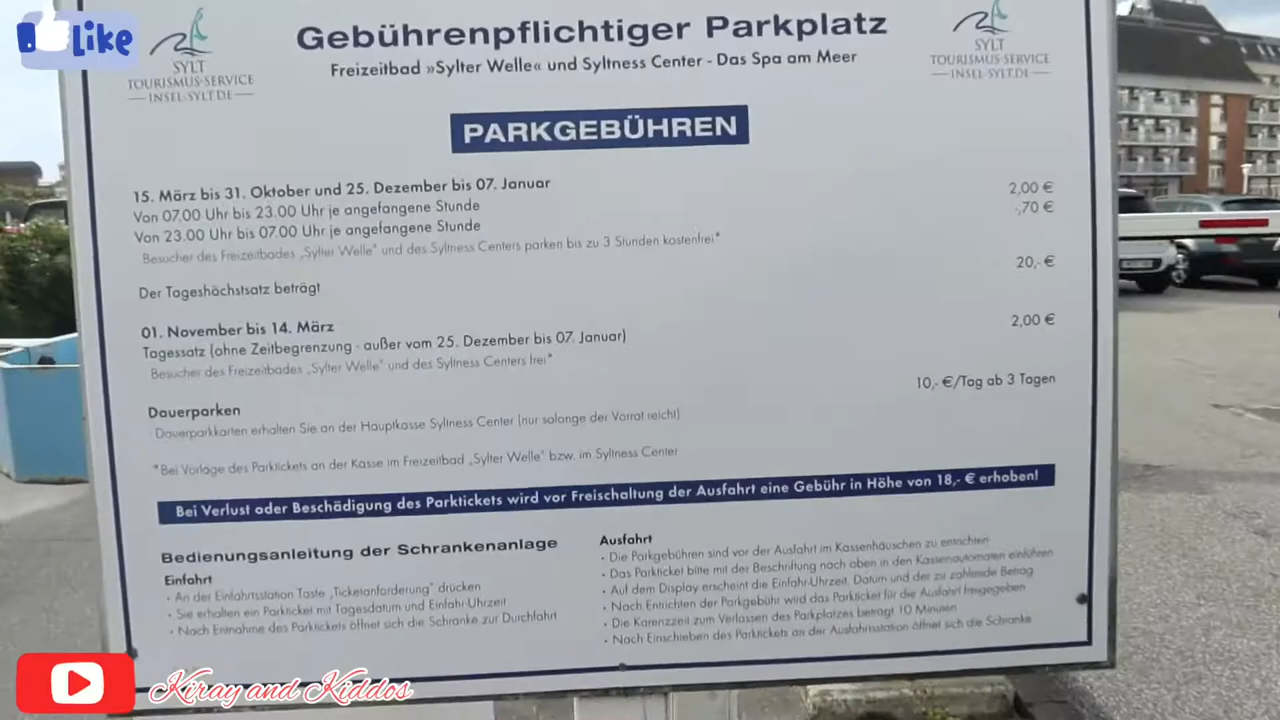 Like
SYLT
TOURISMUS-SERVICE
INSEL-SYLT.DE
Gebührenpflichtiger Parkplatz
Freizeitbad »Sylter Welle« und Syltness Center - Das Spa am Meer
SYLT
TOURISMUS-SERVICE
INSEL-SYLT.DE
PARKGEBÜHREN
15. März bis 31. Oktober und 25. Dezember bis 07. Januar
Von 07.00 Uhr bis 23.00 Uhr je angefangene Stunde 2,00 €
Von 23.00 Uhr bis 07.00 Uhr je angefangene Stunde -,70 €
Besucher des Freizeitbades „Sylter Welle" und des Syltness Centers parken bis zu 3 Stunden kostenfrei*
Der Tageshöchstsatz beträgt 20,- €
01. November bis 14. März
Tagessatz (ohne Zeitbegrenzung - außer vom 25. Dezember bis 07. Januar) 2,00 €
Besucher des Freizeitbades „Sylter Welle" und des Syltness Centers frei*
Dauerparken 10,- €/Tag ab 3 Tagen
Dauerparkkarten erhalten Sie an der Hauptkasse Syltness Center (nur solange der Vorrat reicht)
*Bei Vorlage des Parktickets an der Kasse im Freizeitbad „Sylter Welle" bzw. im Syltness Center
Bei Verlust oder Beschädigung des Parktickets wird vor Freischaltung der Ausfahrt eine Gebühr in Höhe von 18,- € erhoben!
Bedienungsanleitung der Schrankenanlage
Einfahrt
- An der Einfahrtsstation Taste „Ticketanforderung" drücken
- Sie erhalten ein Parkticket mit Tagesdatum und Einfahr-Uhrzeit
- Nach Entnahme des Parktickets öffnet sich die Schranke zur Durchfahrt
Ausfahrt
- Die Parkgebühren sind vor der Ausfahrt im Kassenhäuschen zu entrichten
- Das Parkticket bitte mit der Beschriftung nach oben in den Kassenautomaten einführen
- Auf dem Display erscheint die Einfahr-Uhrzeit, Datum und der zu zahlende Betrag
- Nach Entrichten der Parkgebühr wird das Parkticket für die Ausfahrt freigegeben
- Die Karenzzeit zum Verlassen des Parkplatzes beträgt 10 Minuten
- Nach Einschieben des Parktickets an der Ausfahrtsstation öffnet sich die Schranke
Kiray and Kiddos